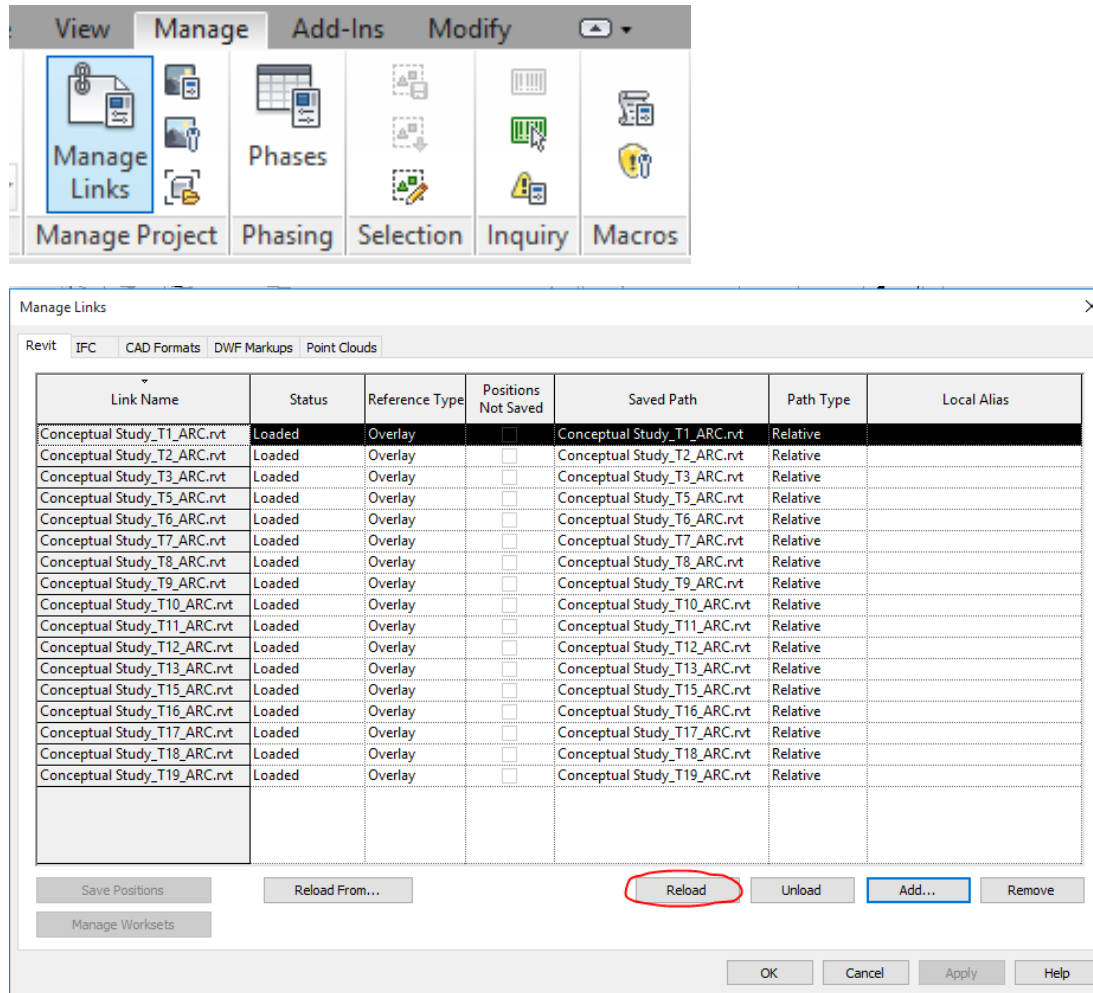 View Manage Add-Ins Modify
Manage Links Phases
Manage Project Phasing Selection Inquiry Macros
Manage Links
Revit IFC CAD Formats DWF Markups Point Clouds
Link Name Status Reference Type Positions Not Saved Saved Path Path Type Local Alias
Conceptual Study_T1_ARC.rvt Loaded Overlay Conceptual Study_T1_ARC.rvt Relative
Conceptual Study_T2_ARC.rvt Loaded Overlay Conceptual Study_T2_ARC.rvt Relative
Conceptual Study_T3_ARC.rvt Loaded Overlay Conceptual Study_T3_ARC.rvt Relative
Conceptual Study_T5_ARC.rvt Loaded Overlay Conceptual Study_T5_ARC.rvt Relative
Conceptual Study_T6_ARC.rvt Loaded Overlay Conceptual Study_T6_ARC.rvt Relative
Conceptual Study_T7_ARC.rvt Loaded Overlay Conceptual Study_T7_ARC.rvt Relative
Conceptual Study_T8_ARC.rvt Loaded Overlay Conceptual Study_T8_ARC.rvt Relative
Conceptual Study_T9_ARC.rvt Loaded Overlay Conceptual Study_T9_ARC.rvt Relative
Conceptual Study_T10_ARC.rvt Loaded Overlay Conceptual Study_T10_ARC.rvt Relative
Conceptual Study_T11_ARC.rvt Loaded Overlay Conceptual Study_T11_ARC.rvt Relative
Conceptual Study_T12_ARC.rvt Loaded Overlay Conceptual Study_T12_ARC.rvt Relative
Conceptual Study_T13_ARC.rvt Loaded Overlay Conceptual Study_T13_ARC.rvt Relative
Conceptual Study_T15_ARC.rvt Loaded Overlay Conceptual Study_T15_ARC.rvt Relative
Conceptual Study_T16_ARC.rvt Loaded Overlay Conceptual Study_T16_ARC.rvt Relative
Conceptual Study_T17_ARC.rvt Loaded Overlay Conceptual Study_T17_ARC.rvt Relative
Conceptual Study_T18_ARC.rvt Loaded Overlay Conceptual Study_T18_ARC.rvt Relative
Conceptual Study_T19_ARC.rvt Loaded Overlay Conceptual Study_T19_ARC.rvt Relative
Save Positions Reload From... Reload Unload Add... Remove
Manage Worksets
OK Cancel Apply Help